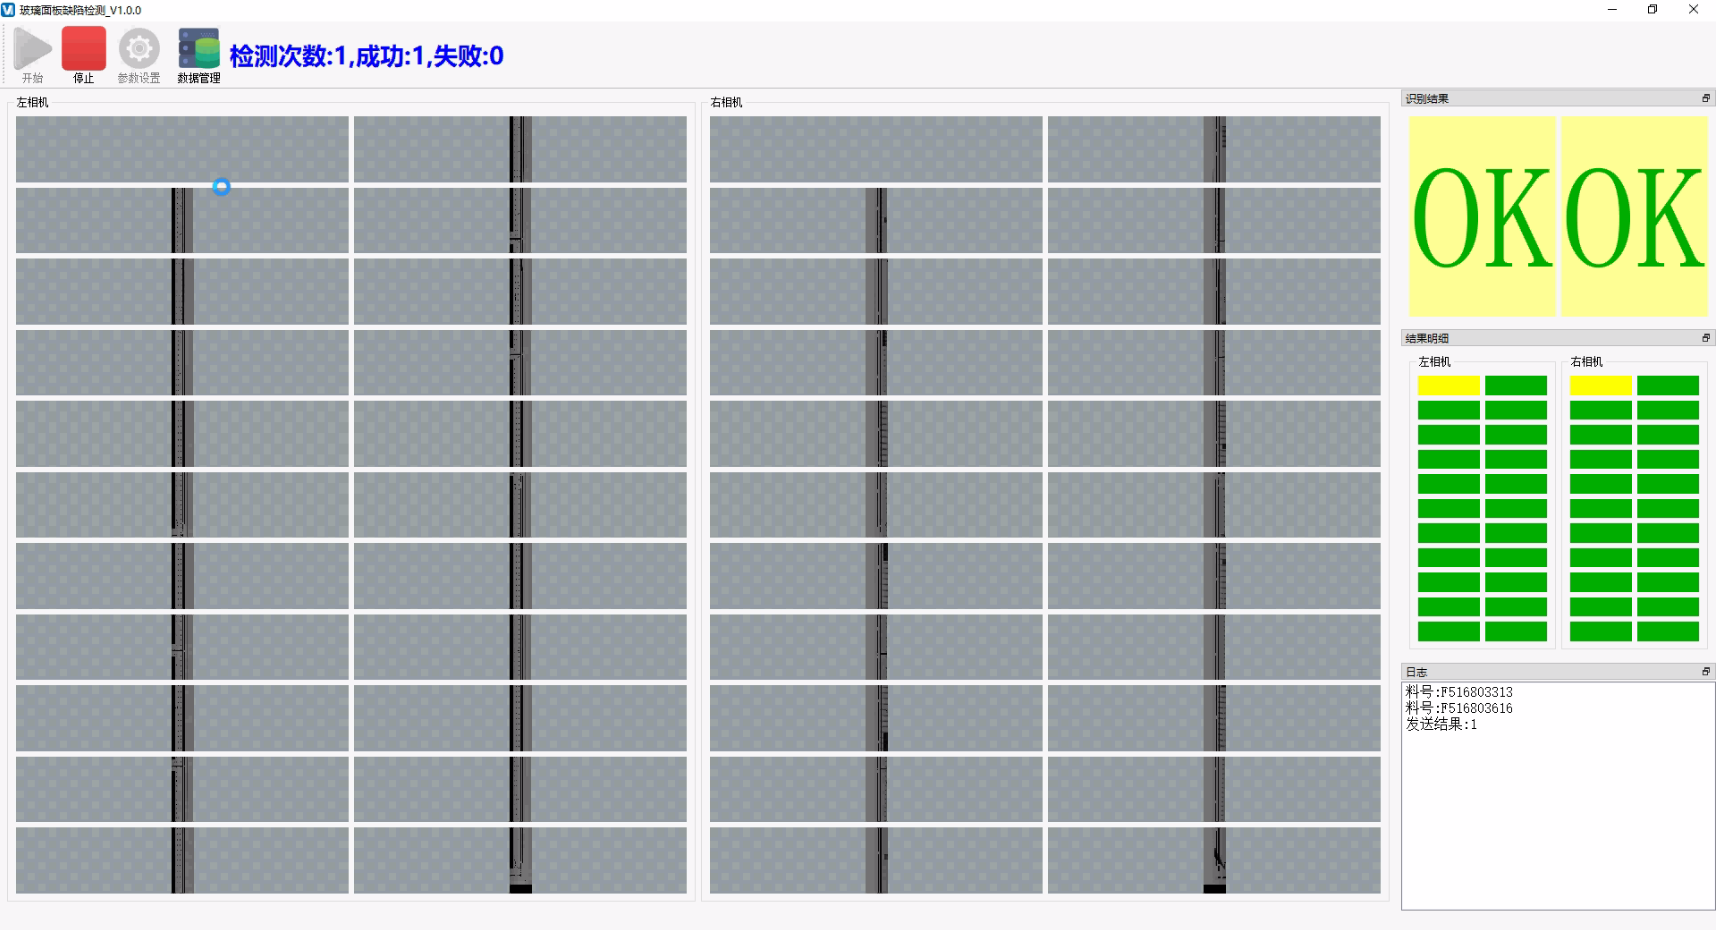 玻璃面板缺陷检测_V1.0.0
开始
停止
参数设置
数据管理
检测次数:1,成功:1,失败:0
左相机
右相机
识别结果
OK OK
结果明细
左相机
右相机
日志
料号:F516803313
料号:F516803616
发送结果:1